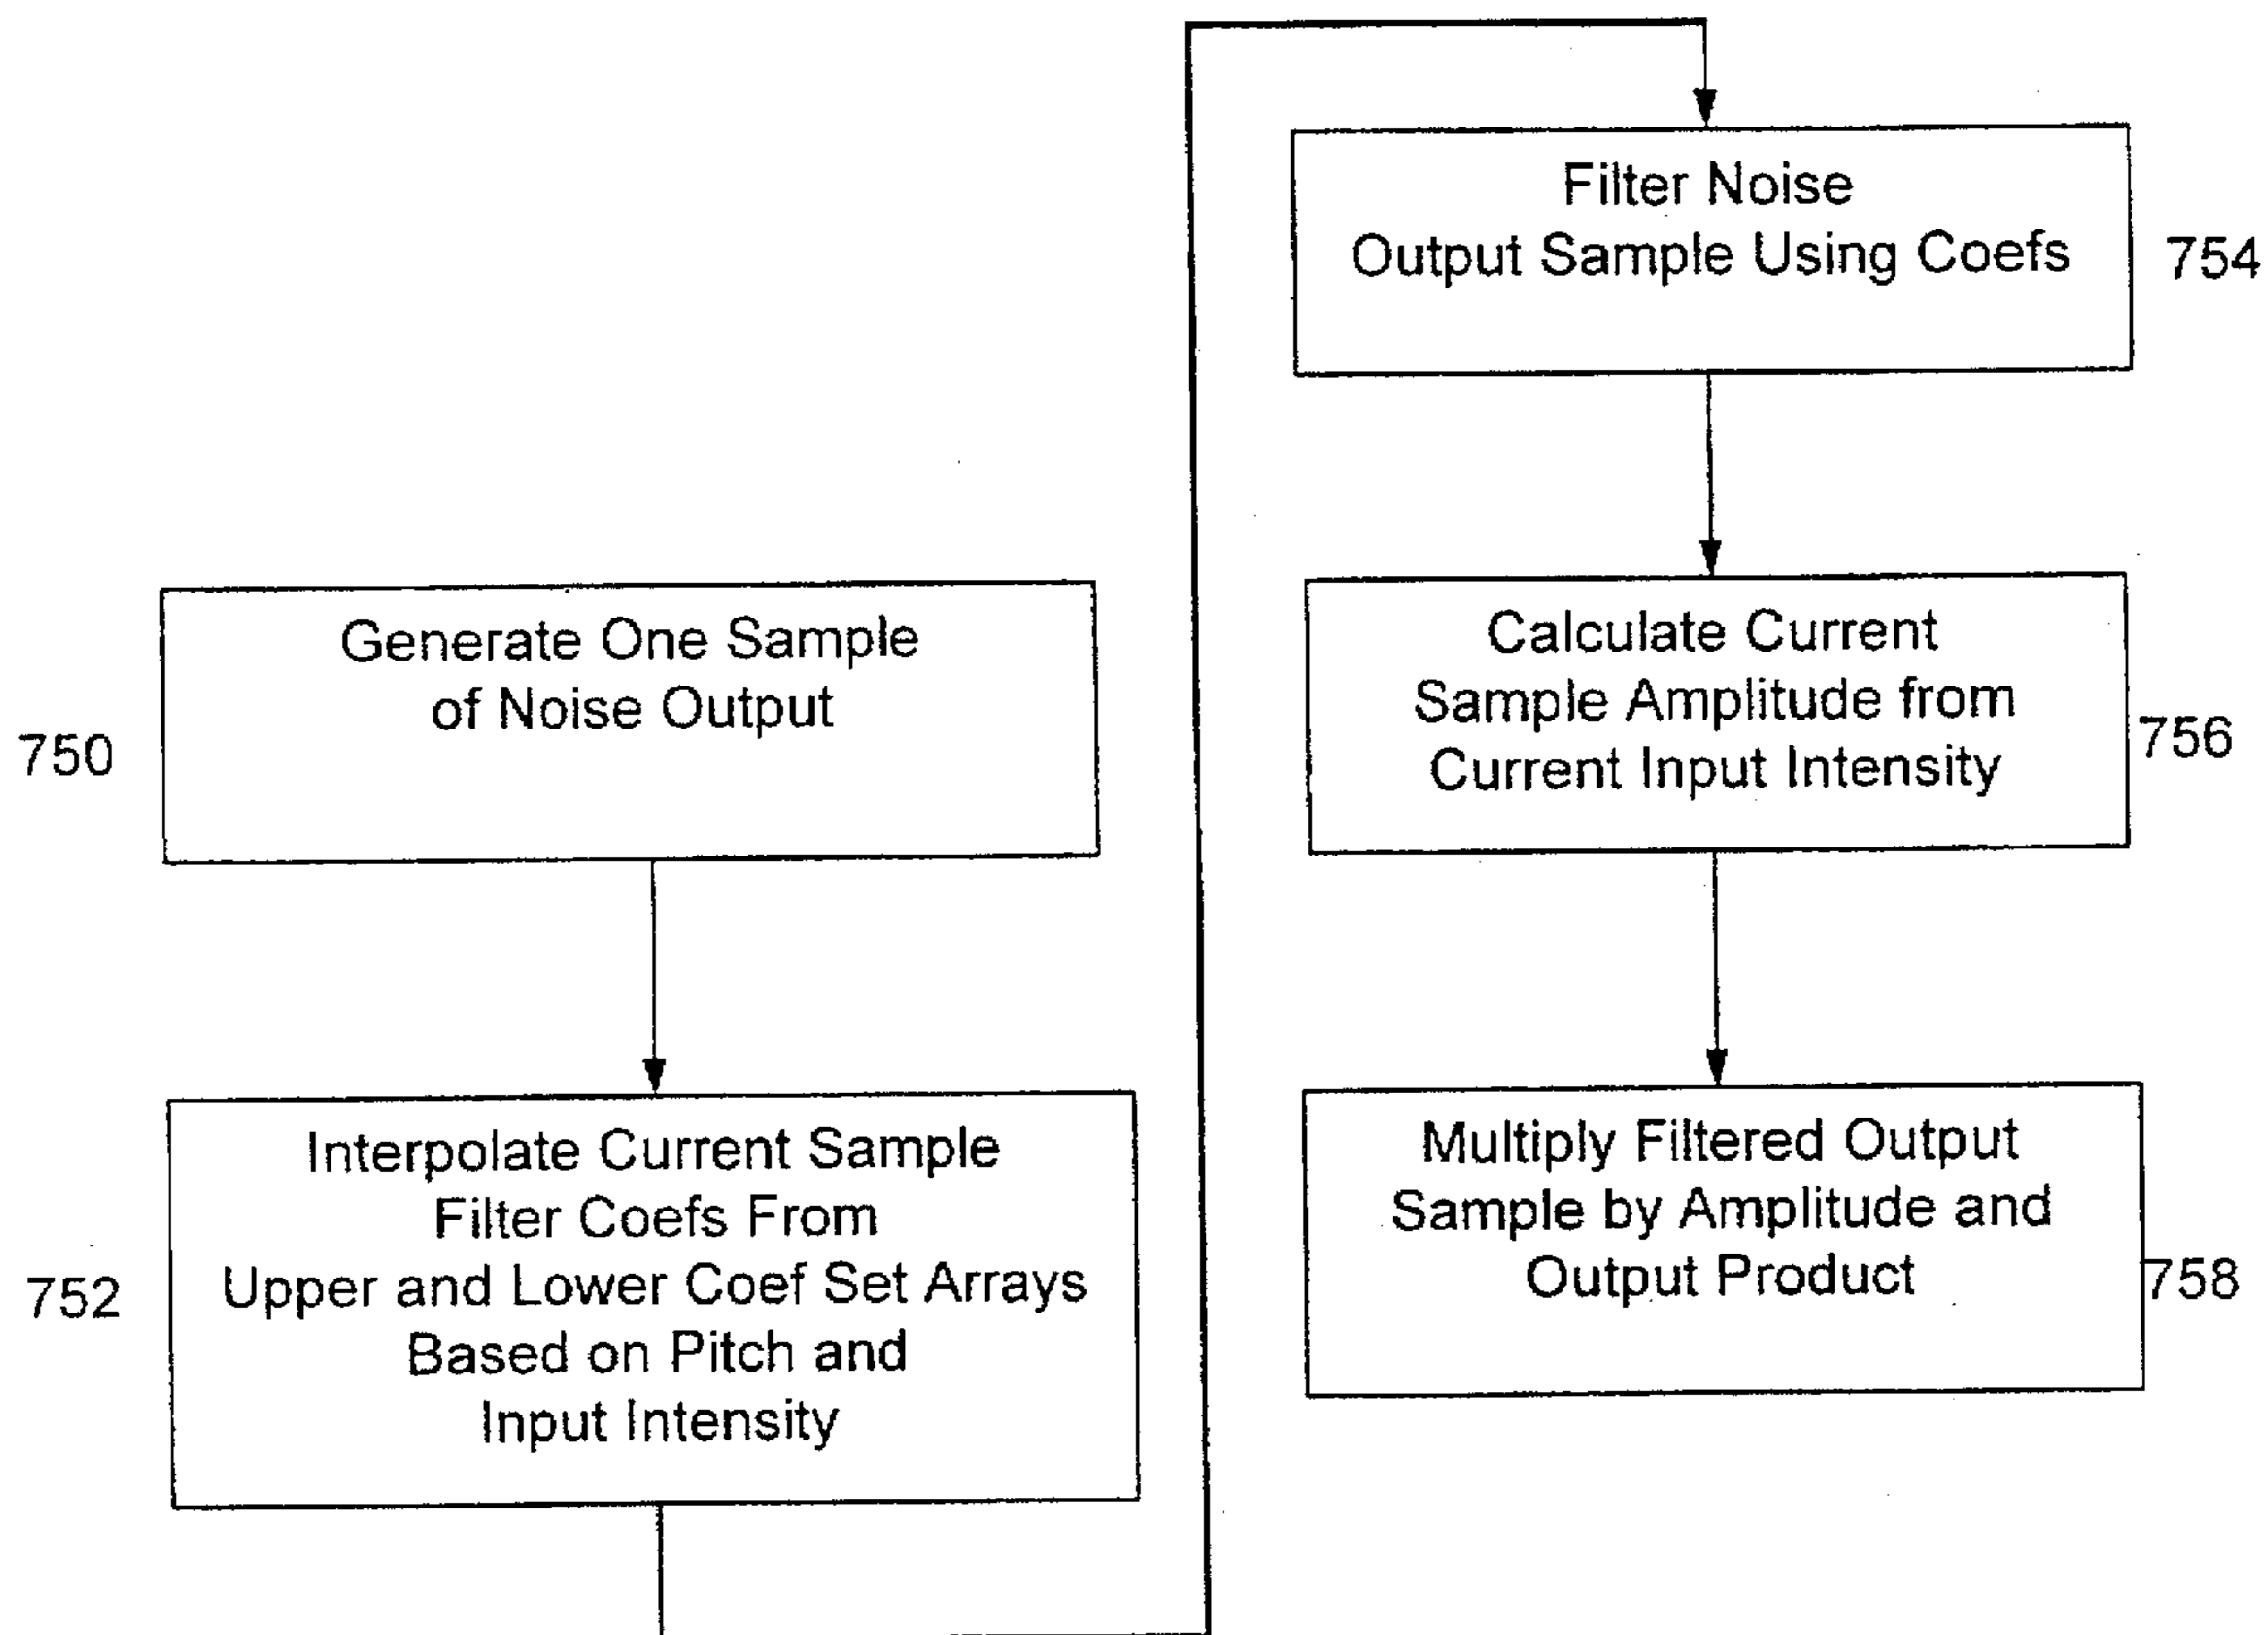 Generate One Sample
of Noise Output
750
Interpolate Current Sample
Filter Coefs From
Upper and Lower Coef Set Arrays
Based on Pitch and
Input Intensity
752
Filter Noise
Output Sample Using Coefs
754
Calculate Current
Sample Amplitude from
Current Input Intensity
756
Multiply Filtered Output
Sample by Amplitude and
Output Product
758